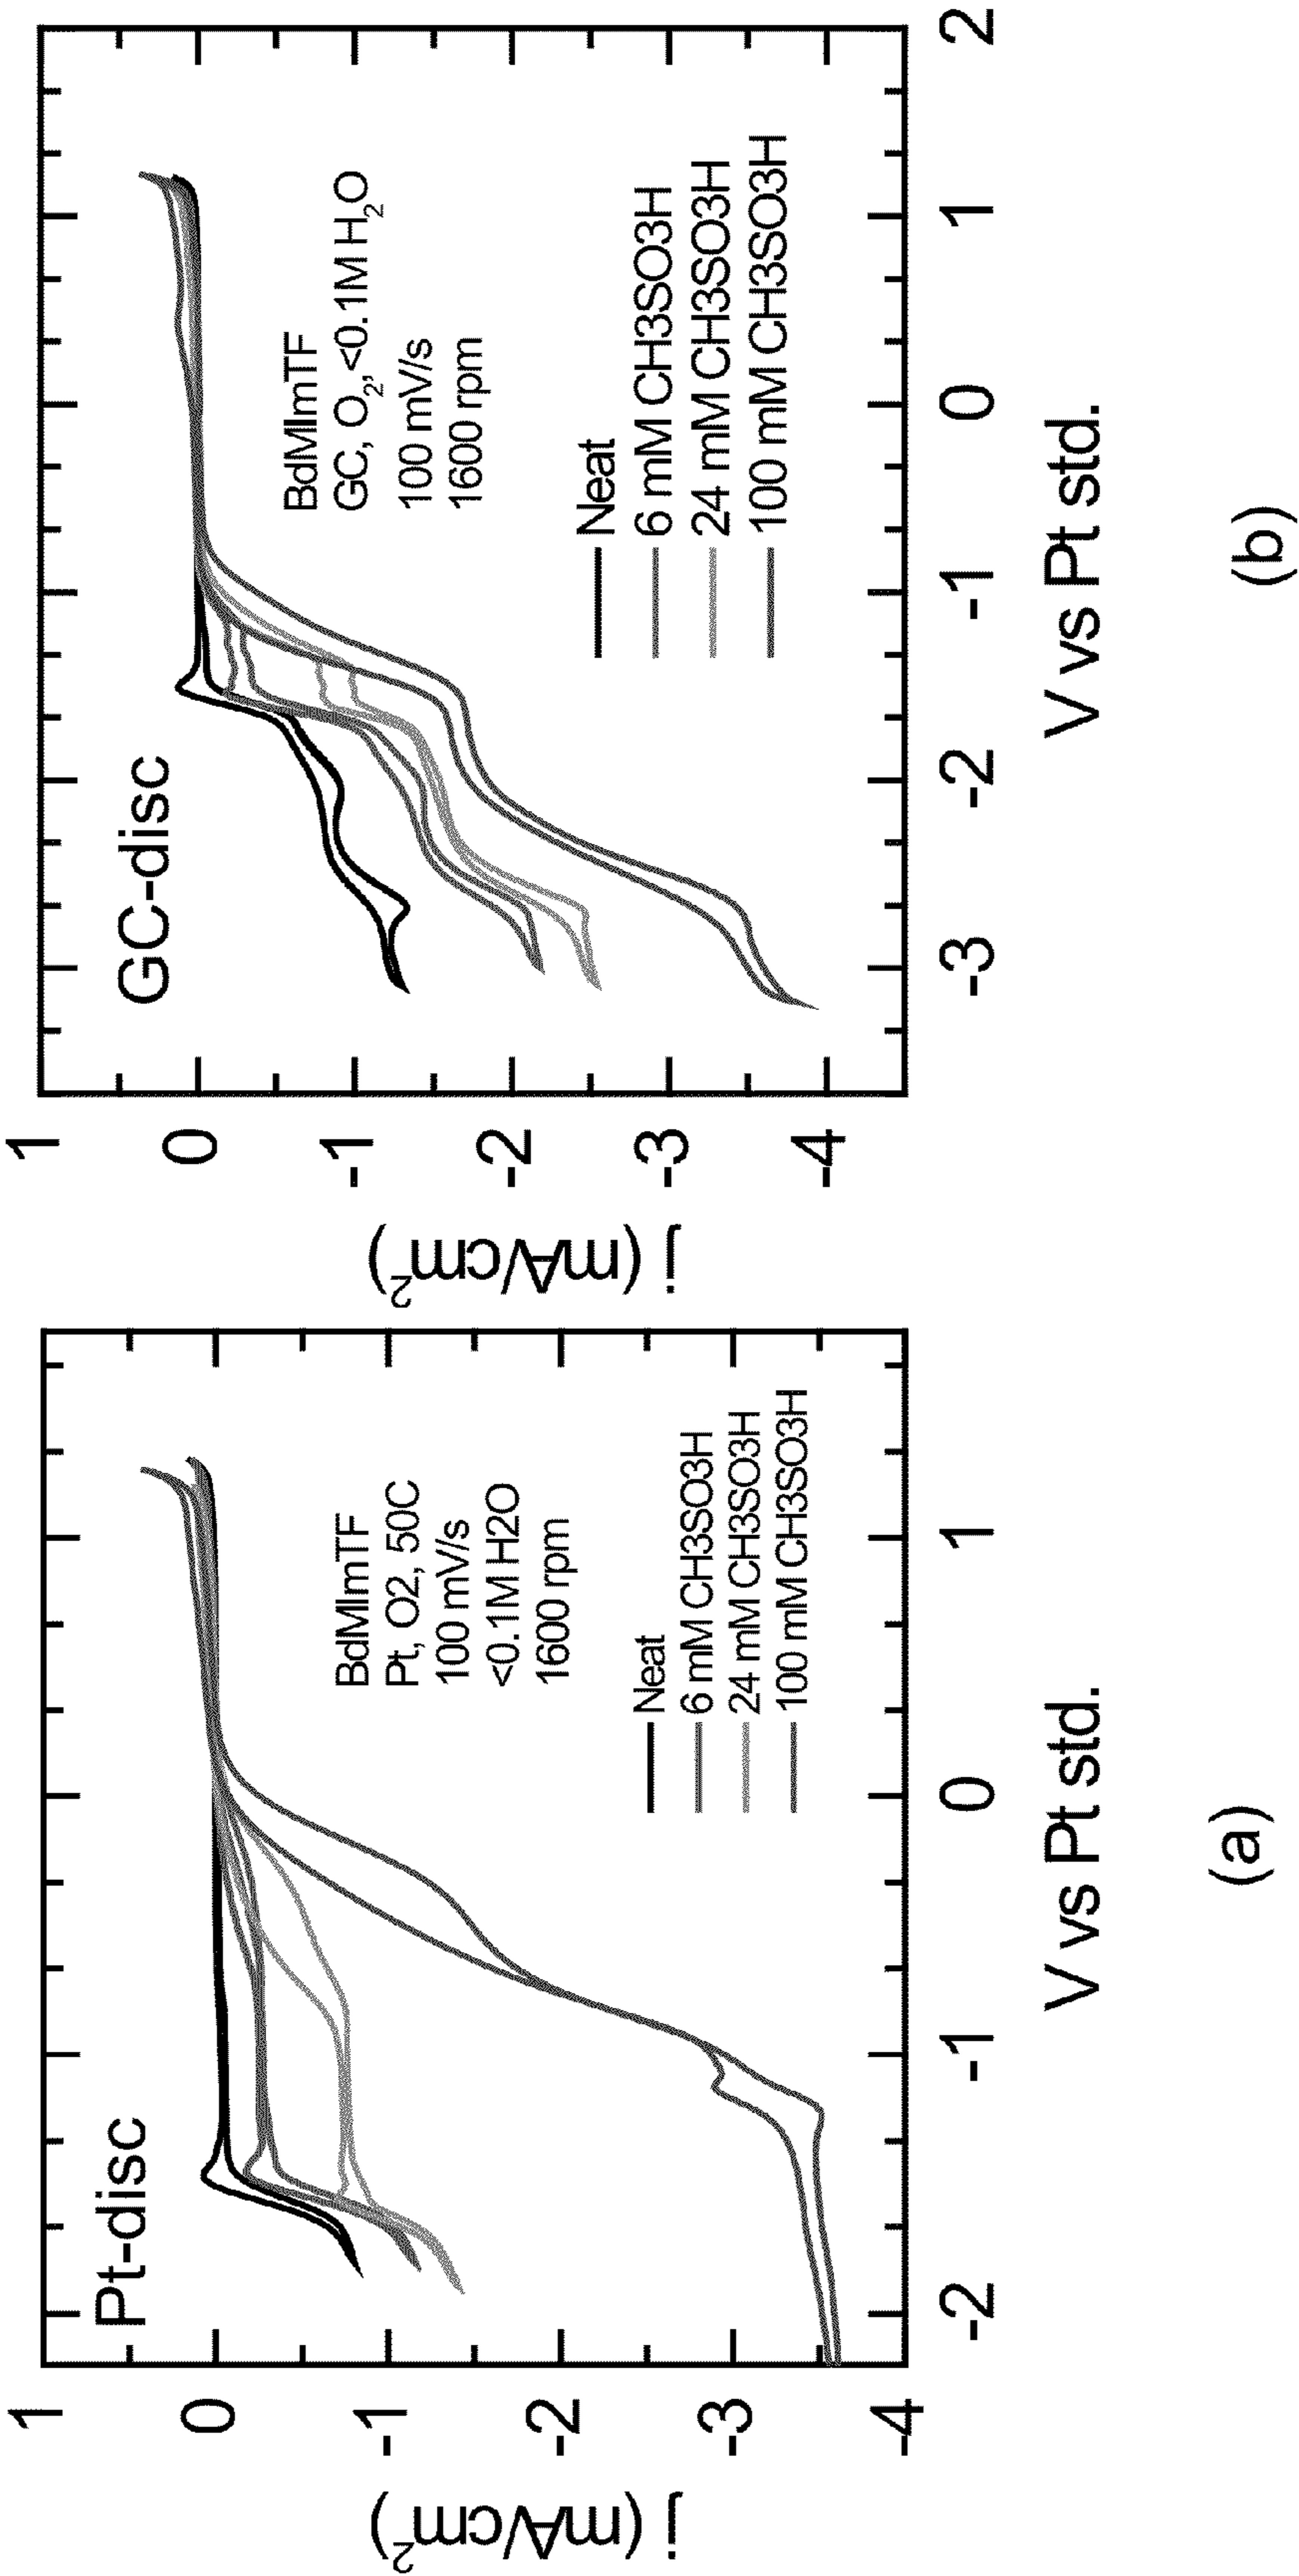 Pt-disc
1
0
-1
-2
-3
-4
j (mA/cm2)
BdMIImTF
Pt, O2, 50C
100 mV/s
<0.1M H2O
1600 rpm
Neat
6 mM CH3SO3H
24 mM CH3SO3H
100 mM CH3SO3H
-2
-1
0
1
V vs Pt std.
(a)
GC-disc
1
0
-1
-2
-3
-4
j (mA/cm2)
BdMIImTF
GC, O2, <0.1M H2O
100 mV/s
1600 rpm
Neat
6 mM CH3SO3H
24 mM CH3SO3H
100 mM CH3SO3H
-3
-2
-1
0
1
2
V vs Pt std.
(b)